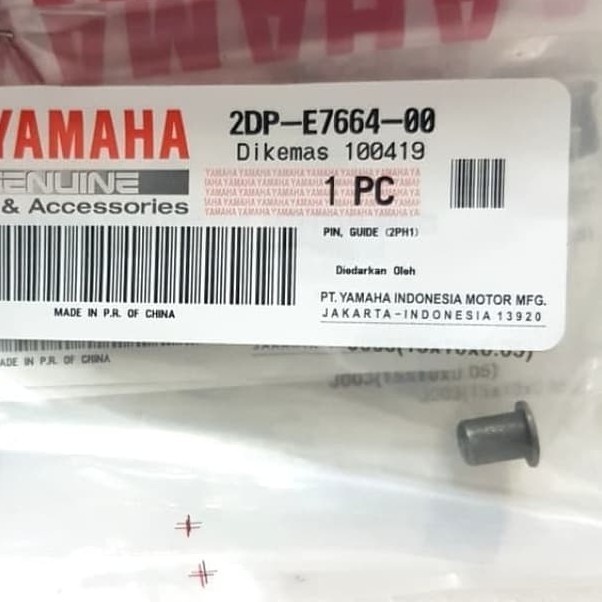 YAMAHA
YAMAHA
2DP-E7664-00
Dikemas 100419
GENUINE
& Accessories
1 PC
PIN, GUIDE (2PH1)
Diedarkan Oleh
PT. YAMAHA INDONESIA MOTOR MFG.
JAKARTA-INDONESIA 13920
MADE IN P.R. OF CHINA
MADE IN P.R. OF CHINA